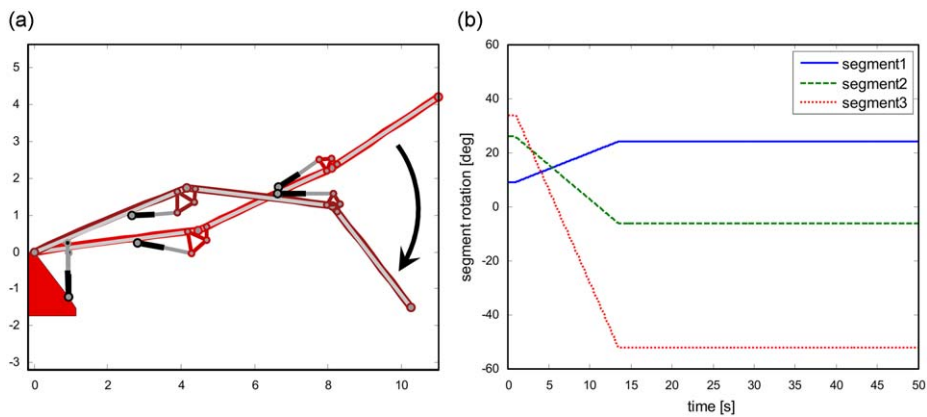 (a)
5
4
3
2
1
0
-1
-2
-3
0 2 4 6 8 10
(b)
60
40
20
0
-20
-40
-60
segment rotation [deg]
segment1
segment2
segment3
0 5 10 15 20 25 30 35 40 45 50
time [s]